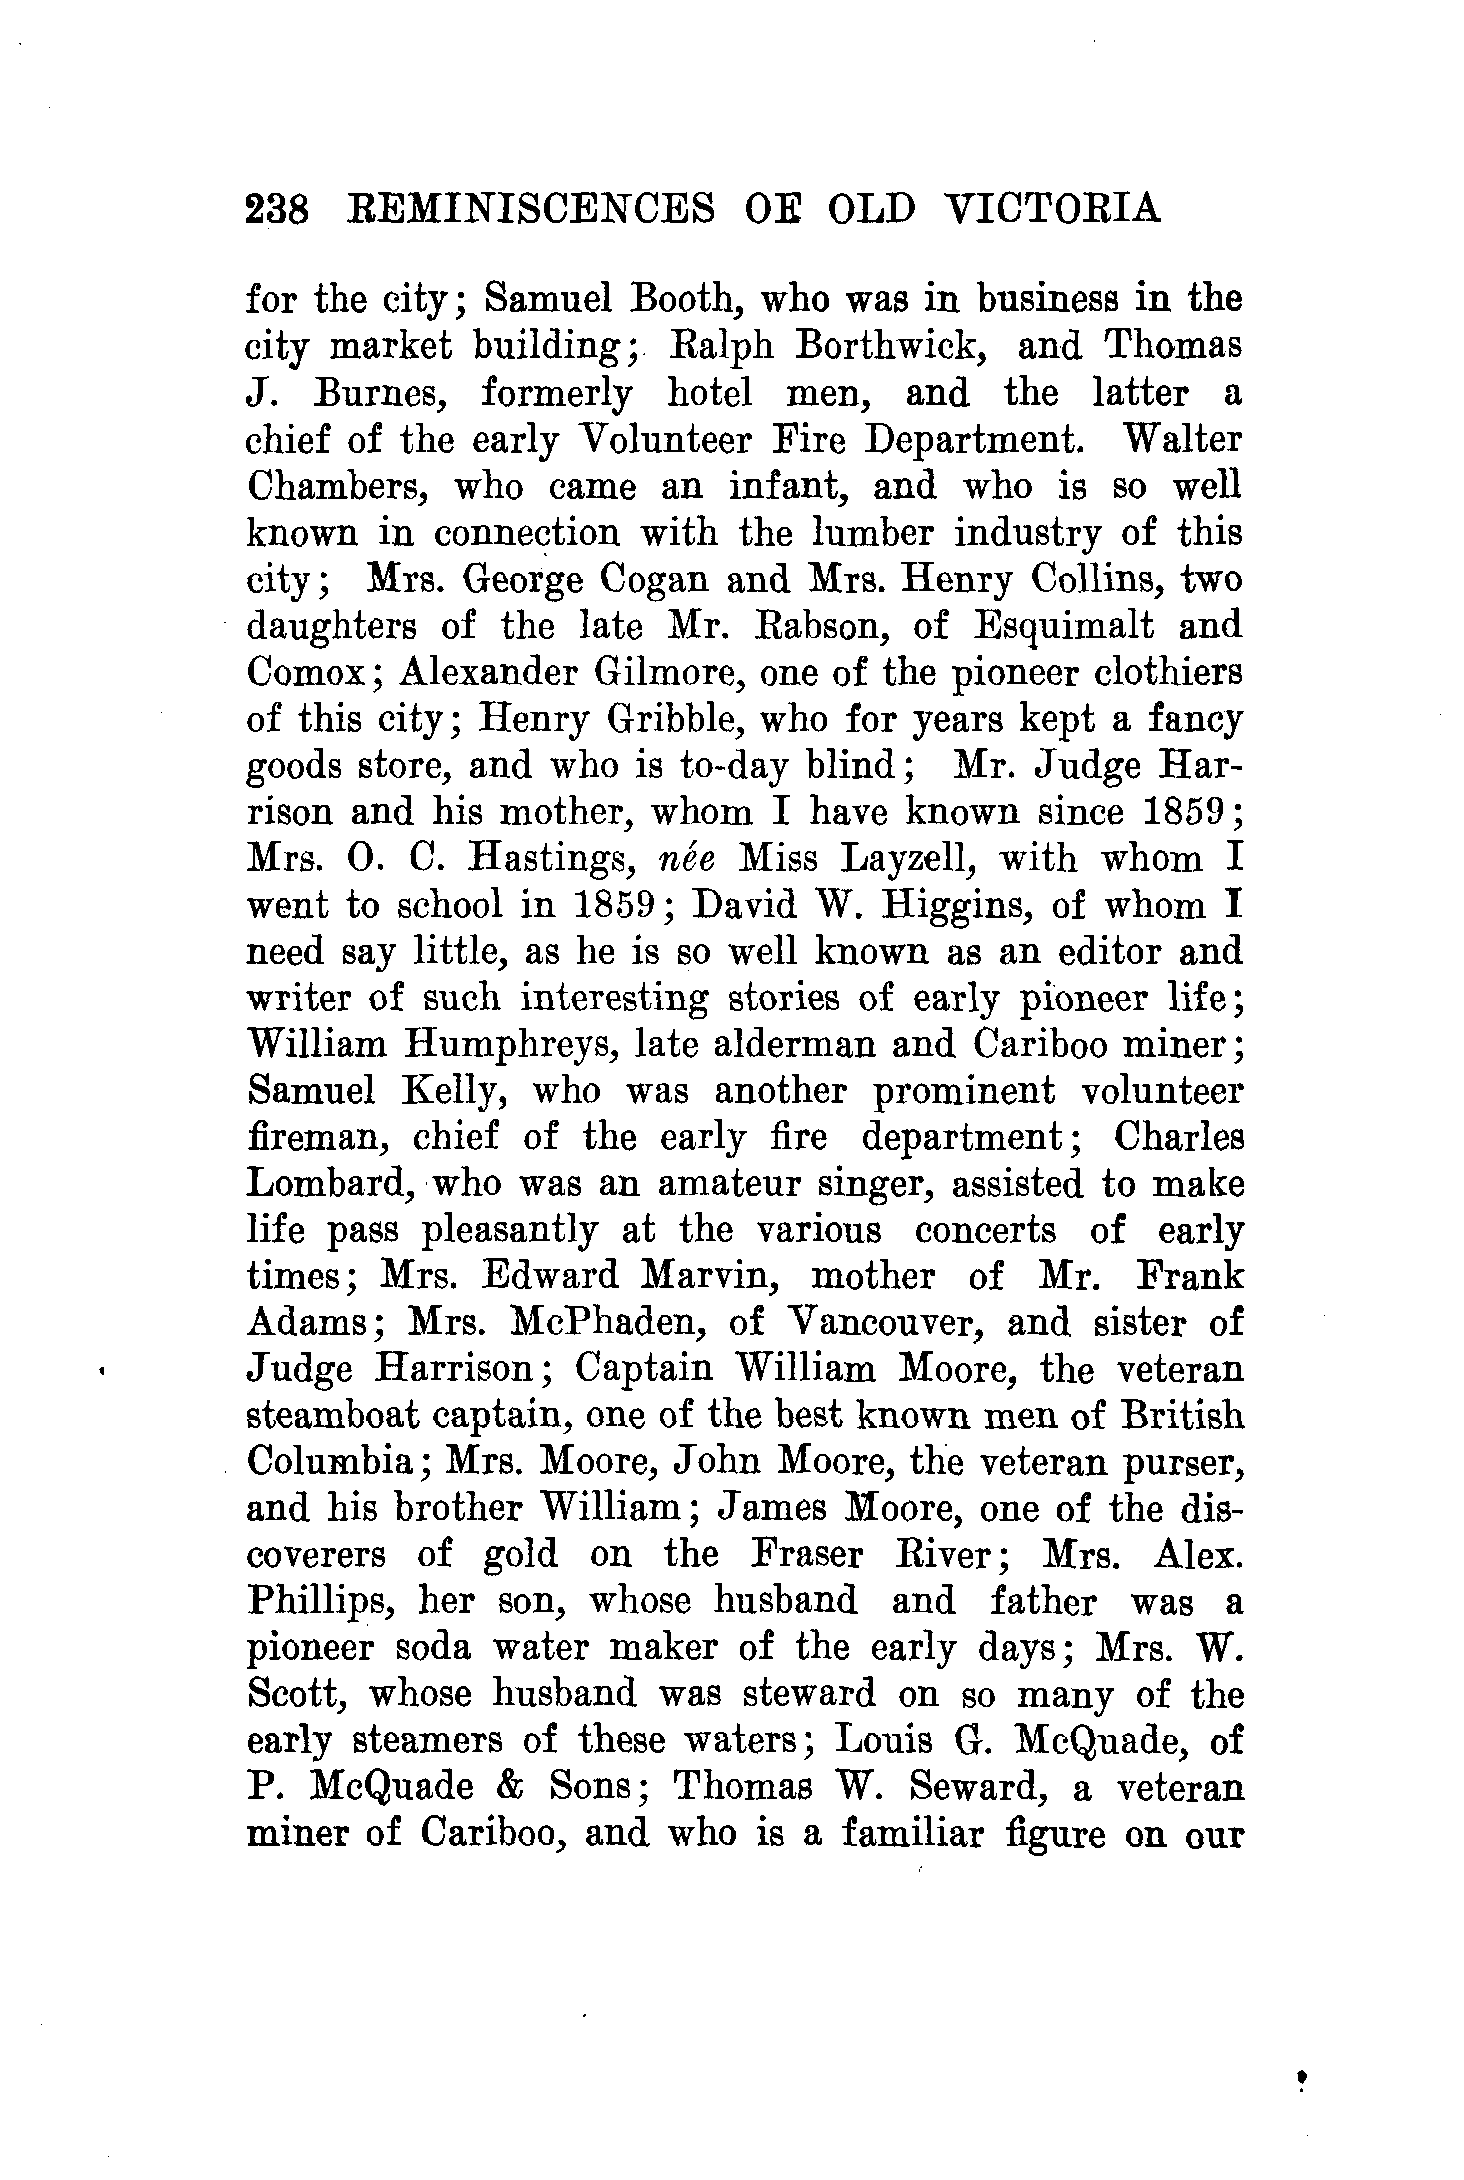 238 REMINISCENCES OF OLD VICTORIA
for the city; Samuel Booth, who was in business in the
city market building; Ralph Borthwick, and Thomas
J. Burnes, formerly hotel men, and the latter a
chief of the early Volunteer Fire Department. Walter
Chambers, who came an infant, and who is so well
known in connection with the lumber industry of this
city; Mrs. George Cogan and Mrs. Henry Collins, two
daughters of the late Mr. Rabson, of Esquimalt and
Comox; Alexander Gilmore, one of the pioneer clothiers
of this city; Henry Gribble, who for years kept a fancy
goods store, and who is to-day blind; Mr. Judge Har-
rison and his mother, whom I have known since 1859;
Mrs. O. C. Hastings, née Miss Layzell, with whom I
went to school in 1859; David W. Higgins, of whom I
need say little, as he is so well known as an editor and
writer of such interesting stories of early pioneer life;
William Humphreys, late alderman and Cariboo miner;
Samuel Kelly, who was another prominent volunteer
fireman, chief of the early fire department; Charles
Lombard, who was an amateur singer, assisted to make
life pass pleasantly at the various concerts of early
times; Mrs. Edward Marvin, mother of Mr. Frank
Adams; Mrs. McPhaden, of Vancouver, and sister of
Judge Harrison; Captain William Moore, the veteran
steamboat captain, one of the best known men of British
Columbia; Mrs. Moore, John Moore, the veteran purser,
and his brother William; James Moore, one of the dis-
coverers of gold on the Fraser River; Mrs. Alex.
Phillips, her son, whose husband and father was a
pioneer soda water maker of the early days; Mrs. W.
Scott, whose husband was steward on so many of the
early steamers of these waters; Louis G. McQuade, of
P. McQuade & Sons; Thomas W. Seward, a veteran
miner of Cariboo, and who is a familiar figure on our